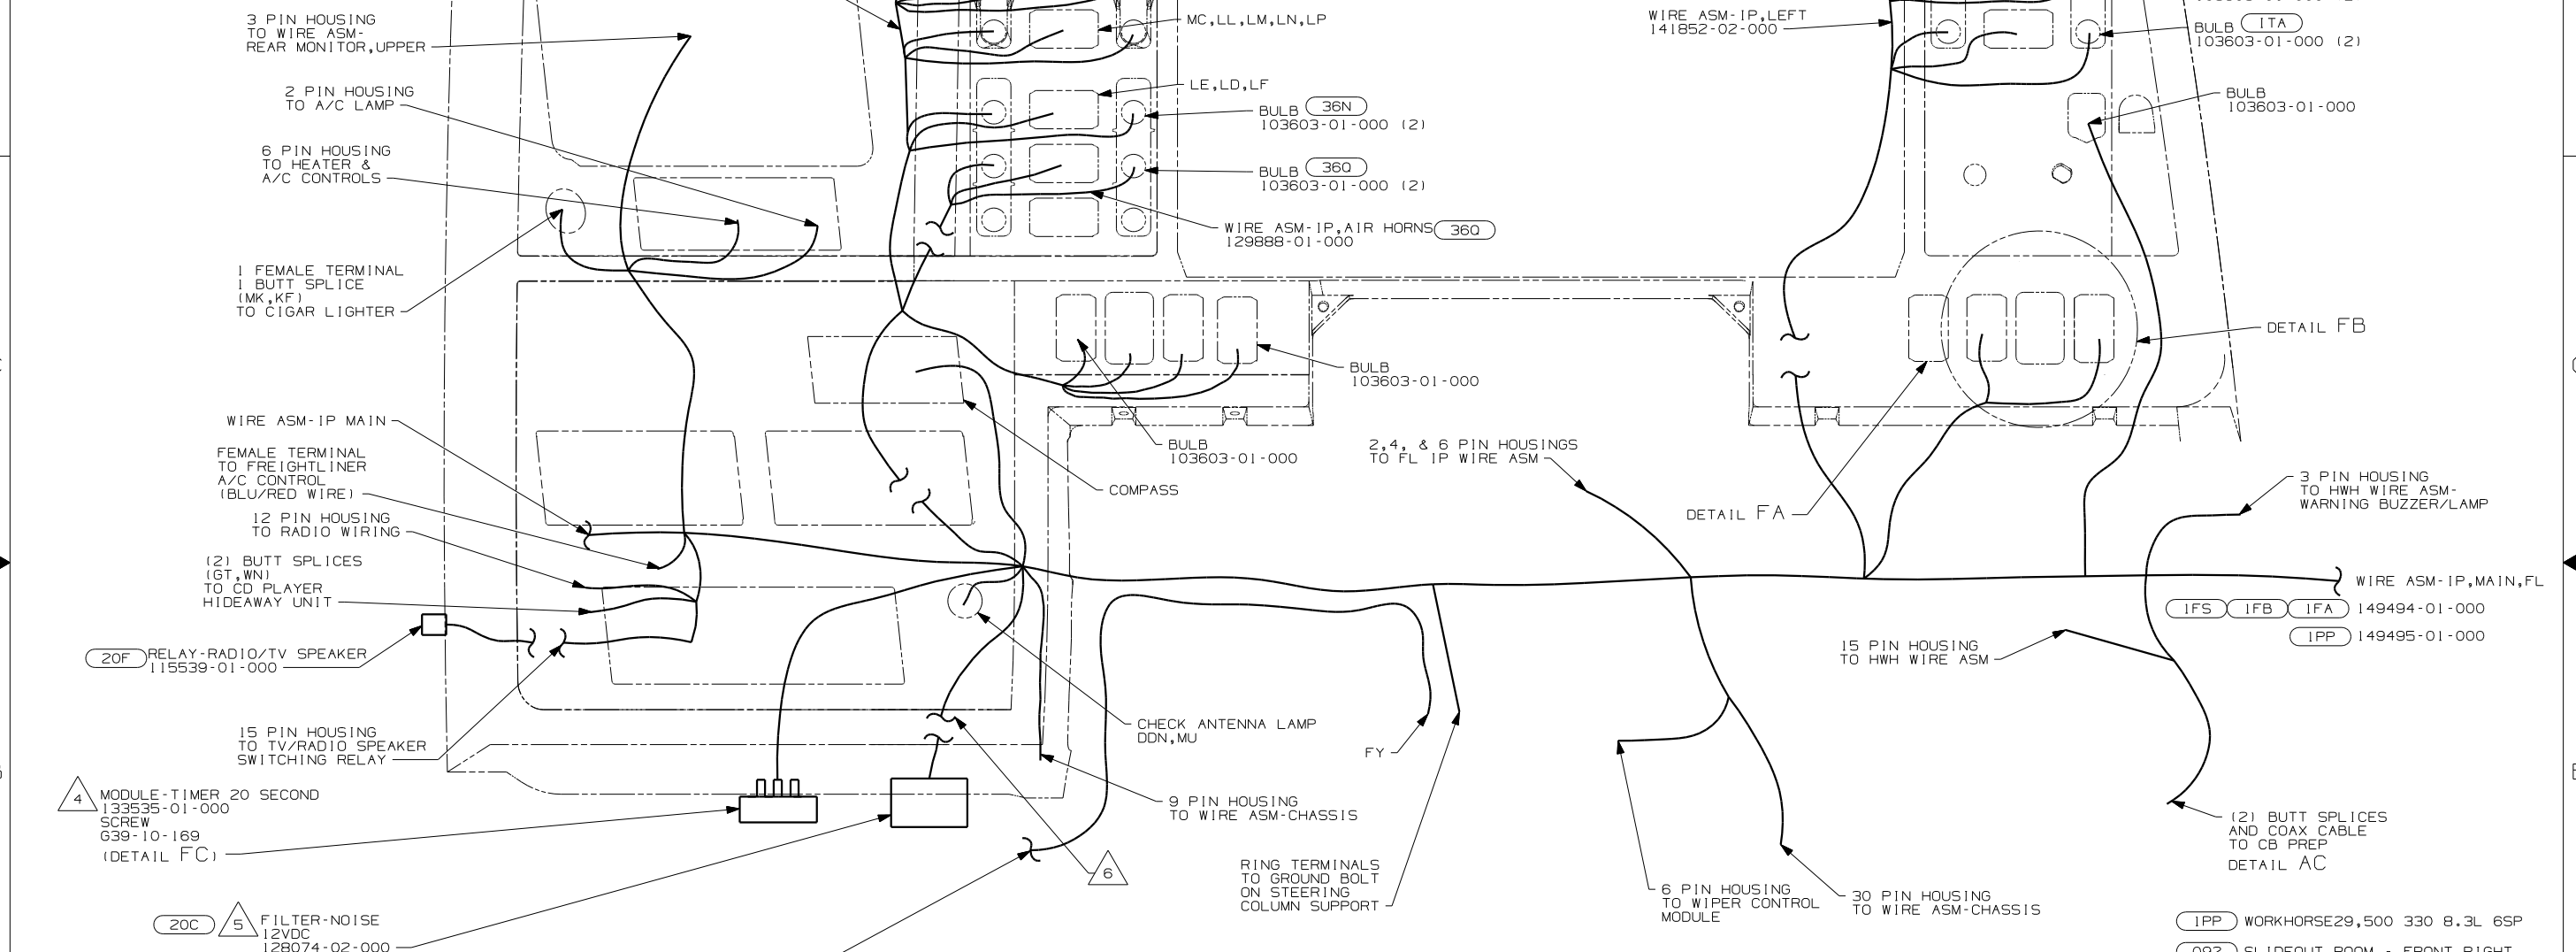 3 PIN HOUSING
TO WIRE ASM-
REAR MONITOR,UPPER
2 PIN HOUSING
TO A/C LAMP
6 PIN HOUSING
TO HEATER &
A/C CONTROLS
1 FEMALE TERMINAL
1 BUTT SPLICE
(MK,KF)
TO CIGAR LIGHTER
WIRE ASM-IP MAIN
FEMALE TERMINAL
TO FREIGHTLINER
A/C CONTROL
(BLU/RED WIRE)
12 PIN HOUSING
TO RADIO WIRING
(2) BUTT SPLICES
(GT,WN)
TO CD PLAYER
HIDEAWAY UNIT
20F RELAY-RADIO/TV SPEAKER
115539-01-000
15 PIN HOUSING
TO TV/RADIO SPEAKER
SWITCHING RELAY
4 MODULE-TIMER 20 SECOND
133535-01-000
SCREW
G39-10-169
(DETAIL FC)
20C 5 FILTER-NOISE
12VDC
128074-02-000
MC,LL,LM,LN,LP
LE,LD,LF
BULB 36N
103603-01-000 (2)
BULB 36Q
103603-01-000 (2)
WIRE ASM-IP,AIR HORNS 36Q
129888-01-000
BULB
103603-01-000
BULB
103603-01-000
COMPASS
CHECK ANTENNA LAMP
DDN,MU
9 PIN HOUSING
TO WIRE ASM-CHASSIS
6
2,4, & 6 PIN HOUSINGS
TO FL IP WIRE ASM
FY
RING TERMINALS
TO GROUND BOLT
ON STEERING
COLUMN SUPPORT
WIRE ASM-IP,LEFT
141852-02-000
BULB 1TA
103603-01-000 (2)
BULB
103603-01-000
DETAIL FB
DETAIL FA
3 PIN HOUSING
TO HWH WIRE ASM-
WARNING BUZZER/LAMP
WIRE ASM-IP,MAIN,FL
1FS 1FB 1FA 149494-01-000
1PP 149495-01-000
15 PIN HOUSING
TO HWH WIRE ASM
(2) BUTT SPLICES
AND COAX CABLE
TO CB PREP
DETAIL AC
6 PIN HOUSING
TO WIPER CONTROL
MODULE
30 PIN HOUSING
TO WIRE ASM-CHASSIS
1PP WORKHORSE29,500 330 8.3L 6SP
SLIDEOUT ROOM - FRONT RIGHT